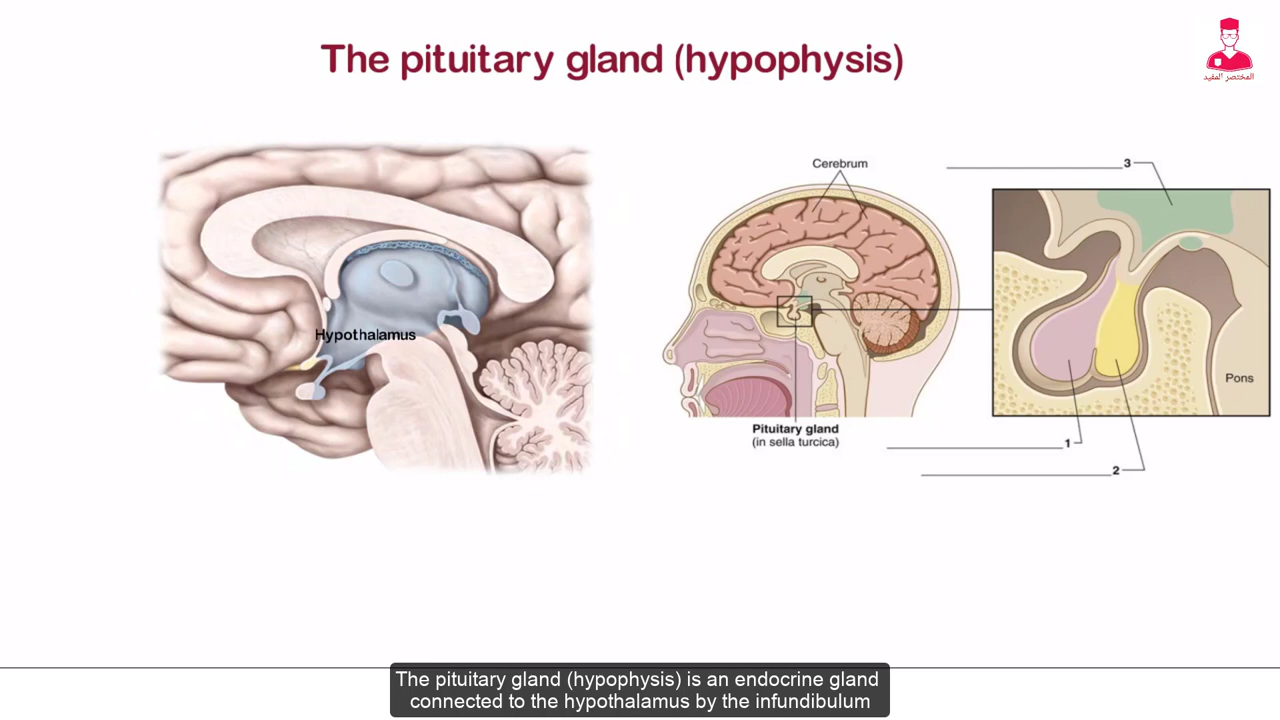 The pituitary gland (hypophysis)
المختصر المفيد
Hypothalamus
Cerebrum
3
Pons
Pituitary gland
(in sella turcica)
1
2
The pituitary gland (hypophysis) is an endocrine gland
connected to the hypothalamus by the infundibulum